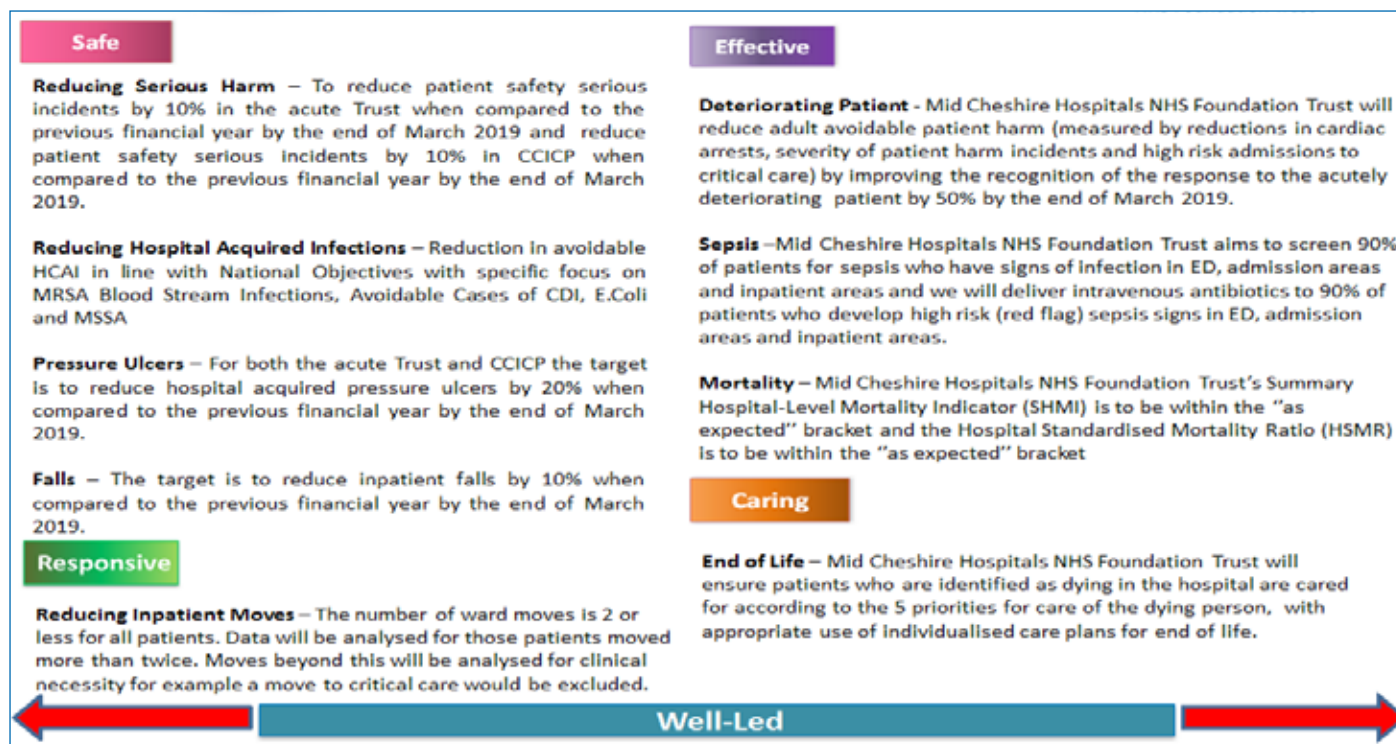 Safe
Reducing Serious Harm – To reduce patient safety serious
incidents by 10% in the acute Trust when compared to the
previous financial year by the end of March 2019 and reduce
patient safety serious incidents by 10% in CCICP when
compared to the previous financial year by the end of March
2019.
Reducing Hospital Acquired Infections – Reduction in avoidable
HCAI in line with National Objectives with specific focus on
MRSA Blood Stream Infections, Avoidable Cases of CDI, E.Coli
and MSSA
Pressure Ulcers – For both the acute Trust and CCICP the target
is to reduce hospital acquired pressure ulcers by 20% when
compared to the previous financial year by the end of March
2019.
Falls – The target is to reduce inpatient falls by 10% when
compared to the previous financial year by the end of March
2019.
Responsive
Reducing Inpatient Moves – The number of ward moves is 2 or
less for all patients. Data will be analysed for those patients moved
more than twice. Moves beyond this will be analysed for clinical
necessity for example a move to critical care would be excluded.
Effective
Deteriorating Patient - Mid Cheshire Hospitals NHS Foundation Trust will
reduce adult avoidable patient harm (measured by reductions in cardiac
arrests, severity of patient harm incidents and high risk admissions to
critical care) by improving the recognition of the response to the acutely
deteriorating patient by 50% by the end of March 2019.
Sepsis –Mid Cheshire Hospitals NHS Foundation Trust aims to screen 90%
of patients for sepsis who have signs of infection in ED, admission areas
and inpatient areas and we will deliver intravenous antibiotics to 90% of
patients who develop high risk (red flag) sepsis signs in ED, admission
areas and inpatient areas.
Mortality – Mid Cheshire Hospitals NHS Foundation Trust's Summary
Hospital-Level Mortality Indicator (SHMI) is to be within the "as
expected" bracket and the Hospital Standardised Mortality Ratio (HSMR)
is to be within the "as expected" bracket
Caring
End of Life – Mid Cheshire Hospitals NHS Foundation Trust will
ensure patients who are identified as dying in the hospital are cared
for according to the 5 priorities for care of the dying person, with
appropriate use of individualised care plans for end of life.
Well-Led